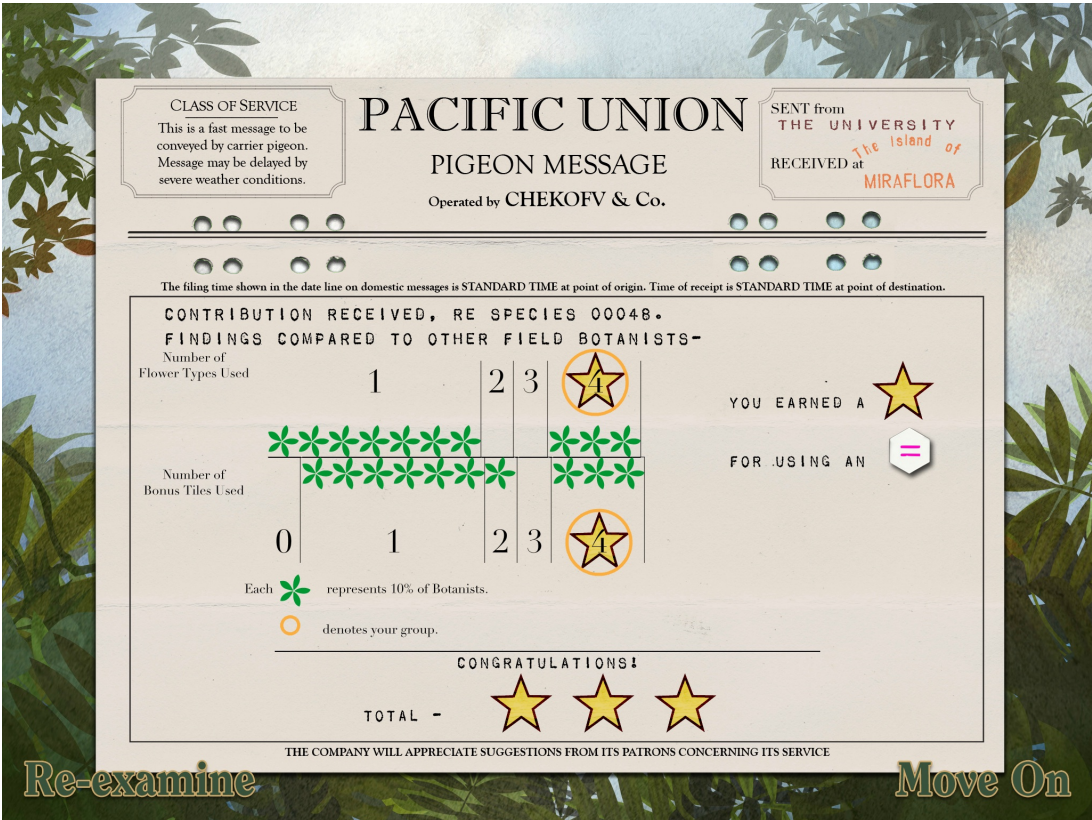 CLASS OF SERVICE
This is a fast message to be
conveyed by carrier pigeon.
Message may be delayed by
severe weather conditions.
PACIFIC UNION
PIGEON MESSAGE
Operated by CHEKOFV & Co.
SENT from
THE UNIVERSITY
RECEIVED at The Island of
MIRAFLORA
The filing time shown in the date line on domestic messages is STANDARD TIME at point of origin. Time of receipt is STANDARD TIME at point of destination.
CONTRIBUTION RECEIVED, RE SPECIES 00048.
FINDINGS COMPARED TO OTHER FIELD BOTANISTS-
Number of
Flower Types Used
1 2 3 4
YOU EARNED A
FOR USING AN =
Number of
Bonus Tiles Used
0 1 2 3 4
Each represents 10% of Botanists.
denotes your group.
CONGRATULATIONS!
TOTAL -
THE COMPANY WILL APPRECIATE SUGGESTIONS FROM ITS PATRONS CONCERNING ITS SERVICE
Re-examine
Move On